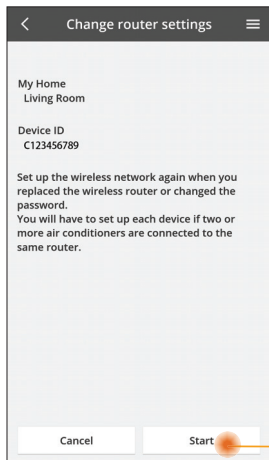 Change router settings
My Home
Living Room
Device ID
C123456789
Set up the wireless network again when you
replaced the wireless router or changed the
password.
You will have to set up each device if two or
more air conditioners are connected to the
same router.
Cancel
Start